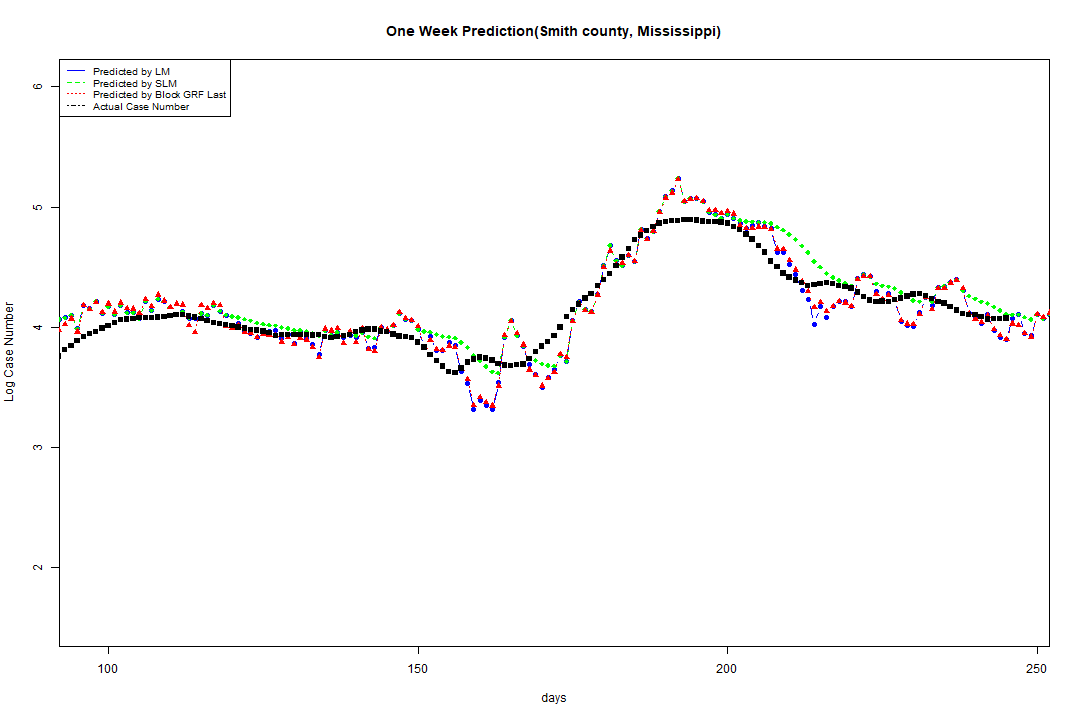 One Week Prediction(Smith county, Mississippi)
Predicted by LM
Predicted by SLM
Predicted by Block GRF Last
Actual Case Number
6
5
4
3
2
Log Case Number
100
150
200
250
days